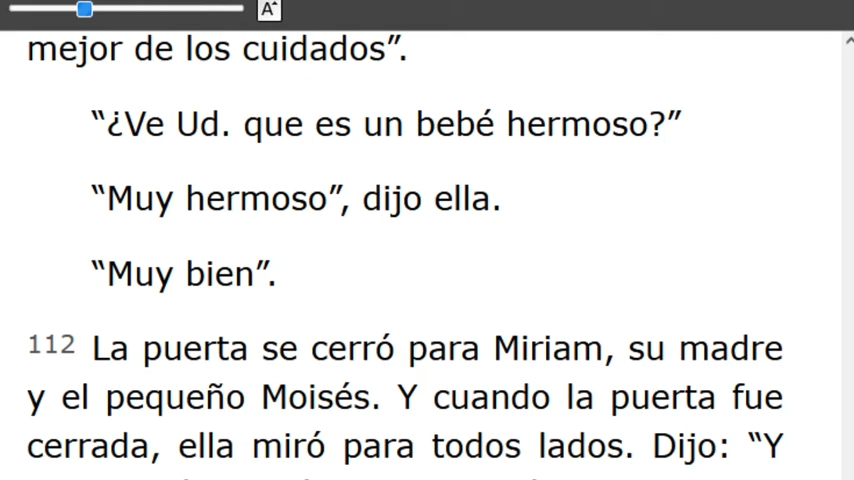 A
mejor de los cuidados”.
“¿Ve Ud. que es un bebé hermoso?”
“Muy hermoso”, dijo ella.
“Muy bien”.
112 La puerta se cerró para Miriam, su madre
y el pequeño Moisés. Y cuando la puerta fue
cerrada, ella miró para todos lados. Dijo: “Y